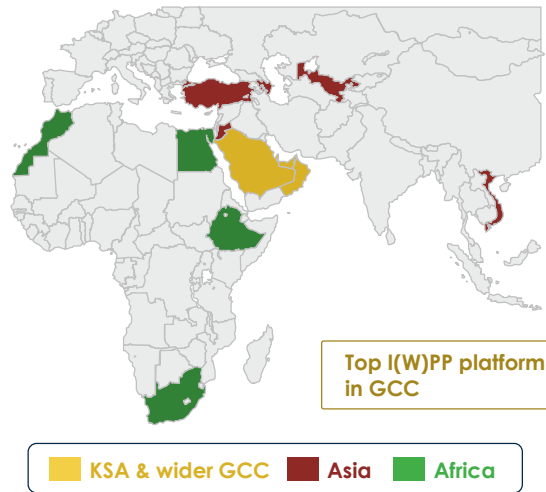 Top I(W)PP platform
in GCC
KSA & wider GCC Asia Africa